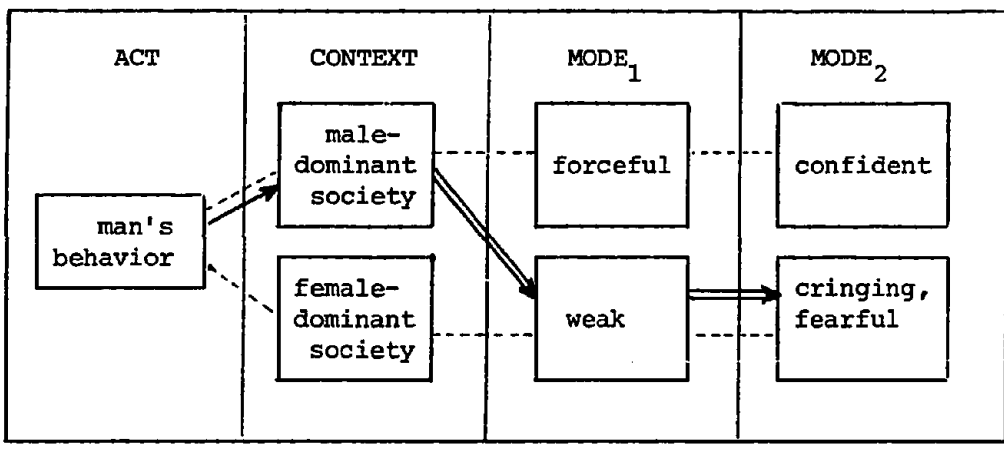 ACT CONTEXT MODE1 MODE2
male-
dominant
society
forceful
confident
man's
behavior
female-
dominant
society
weak
cringing,
fearful